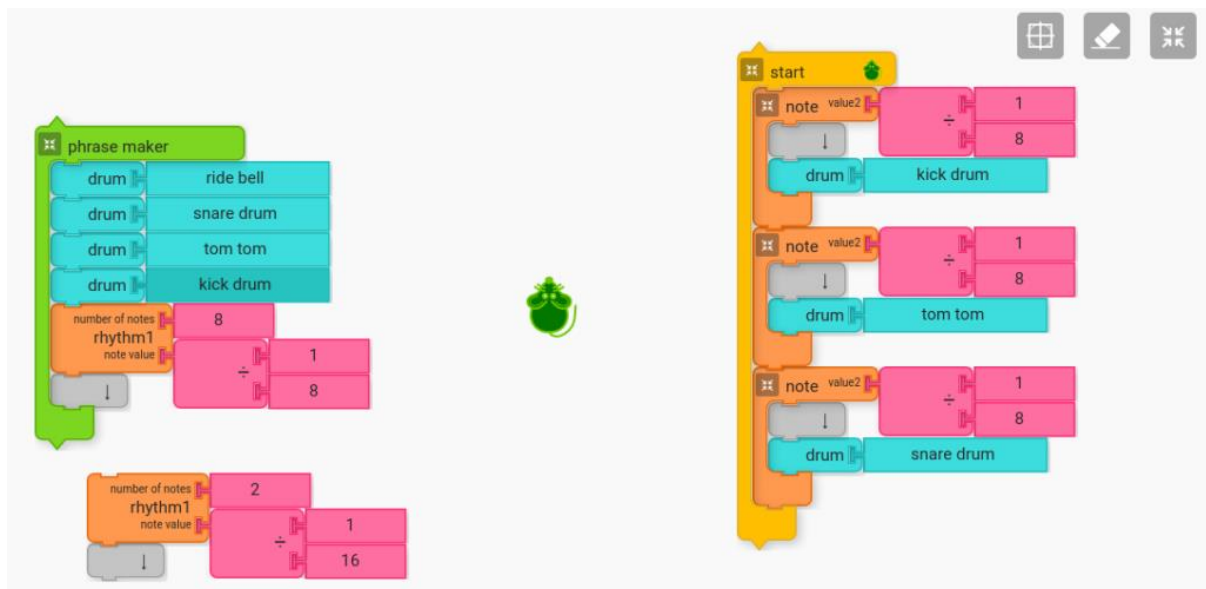 phrase maker
drum ride bell
drum snare drum
drum tom tom
drum kick drum
number of notes 8
rhythm1
note value 1 ÷ 8
number of notes 2
rhythm1
note value 1 ÷ 16
start
note value2 1 ÷ 8
drum kick drum
note value2 1 ÷ 8
drum tom tom
note value2 1 ÷ 8
drum snare drum